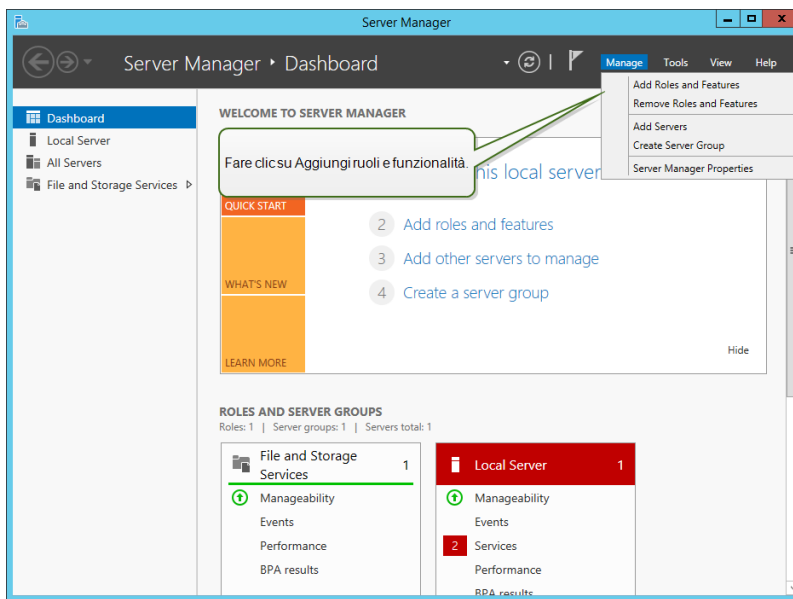 Server Manager
Server Manager • Dashboard
Manage Tools View Help
Add Roles and Features
Remove Roles and Features
Add Servers
Create Server Group
Server Manager Properties
Dashboard
Local Server
All Servers
File and Storage Services
WELCOME TO SERVER MANAGER
Fare clic su Aggiungi ruoli e funzionalità.
his local server
QUICK START
2 Add roles and features
3 Add other servers to manage
WHAT'S NEW
4 Create a server group
Hide
LEARN MORE
ROLES AND SERVER GROUPS
Roles: 1 | Server groups: 1 | Servers total: 1
File and Storage
Services
1
Manageability
Events
Performance
BPA results
Local Server 1
Manageability
Events
2 Services
Performance
BPA results